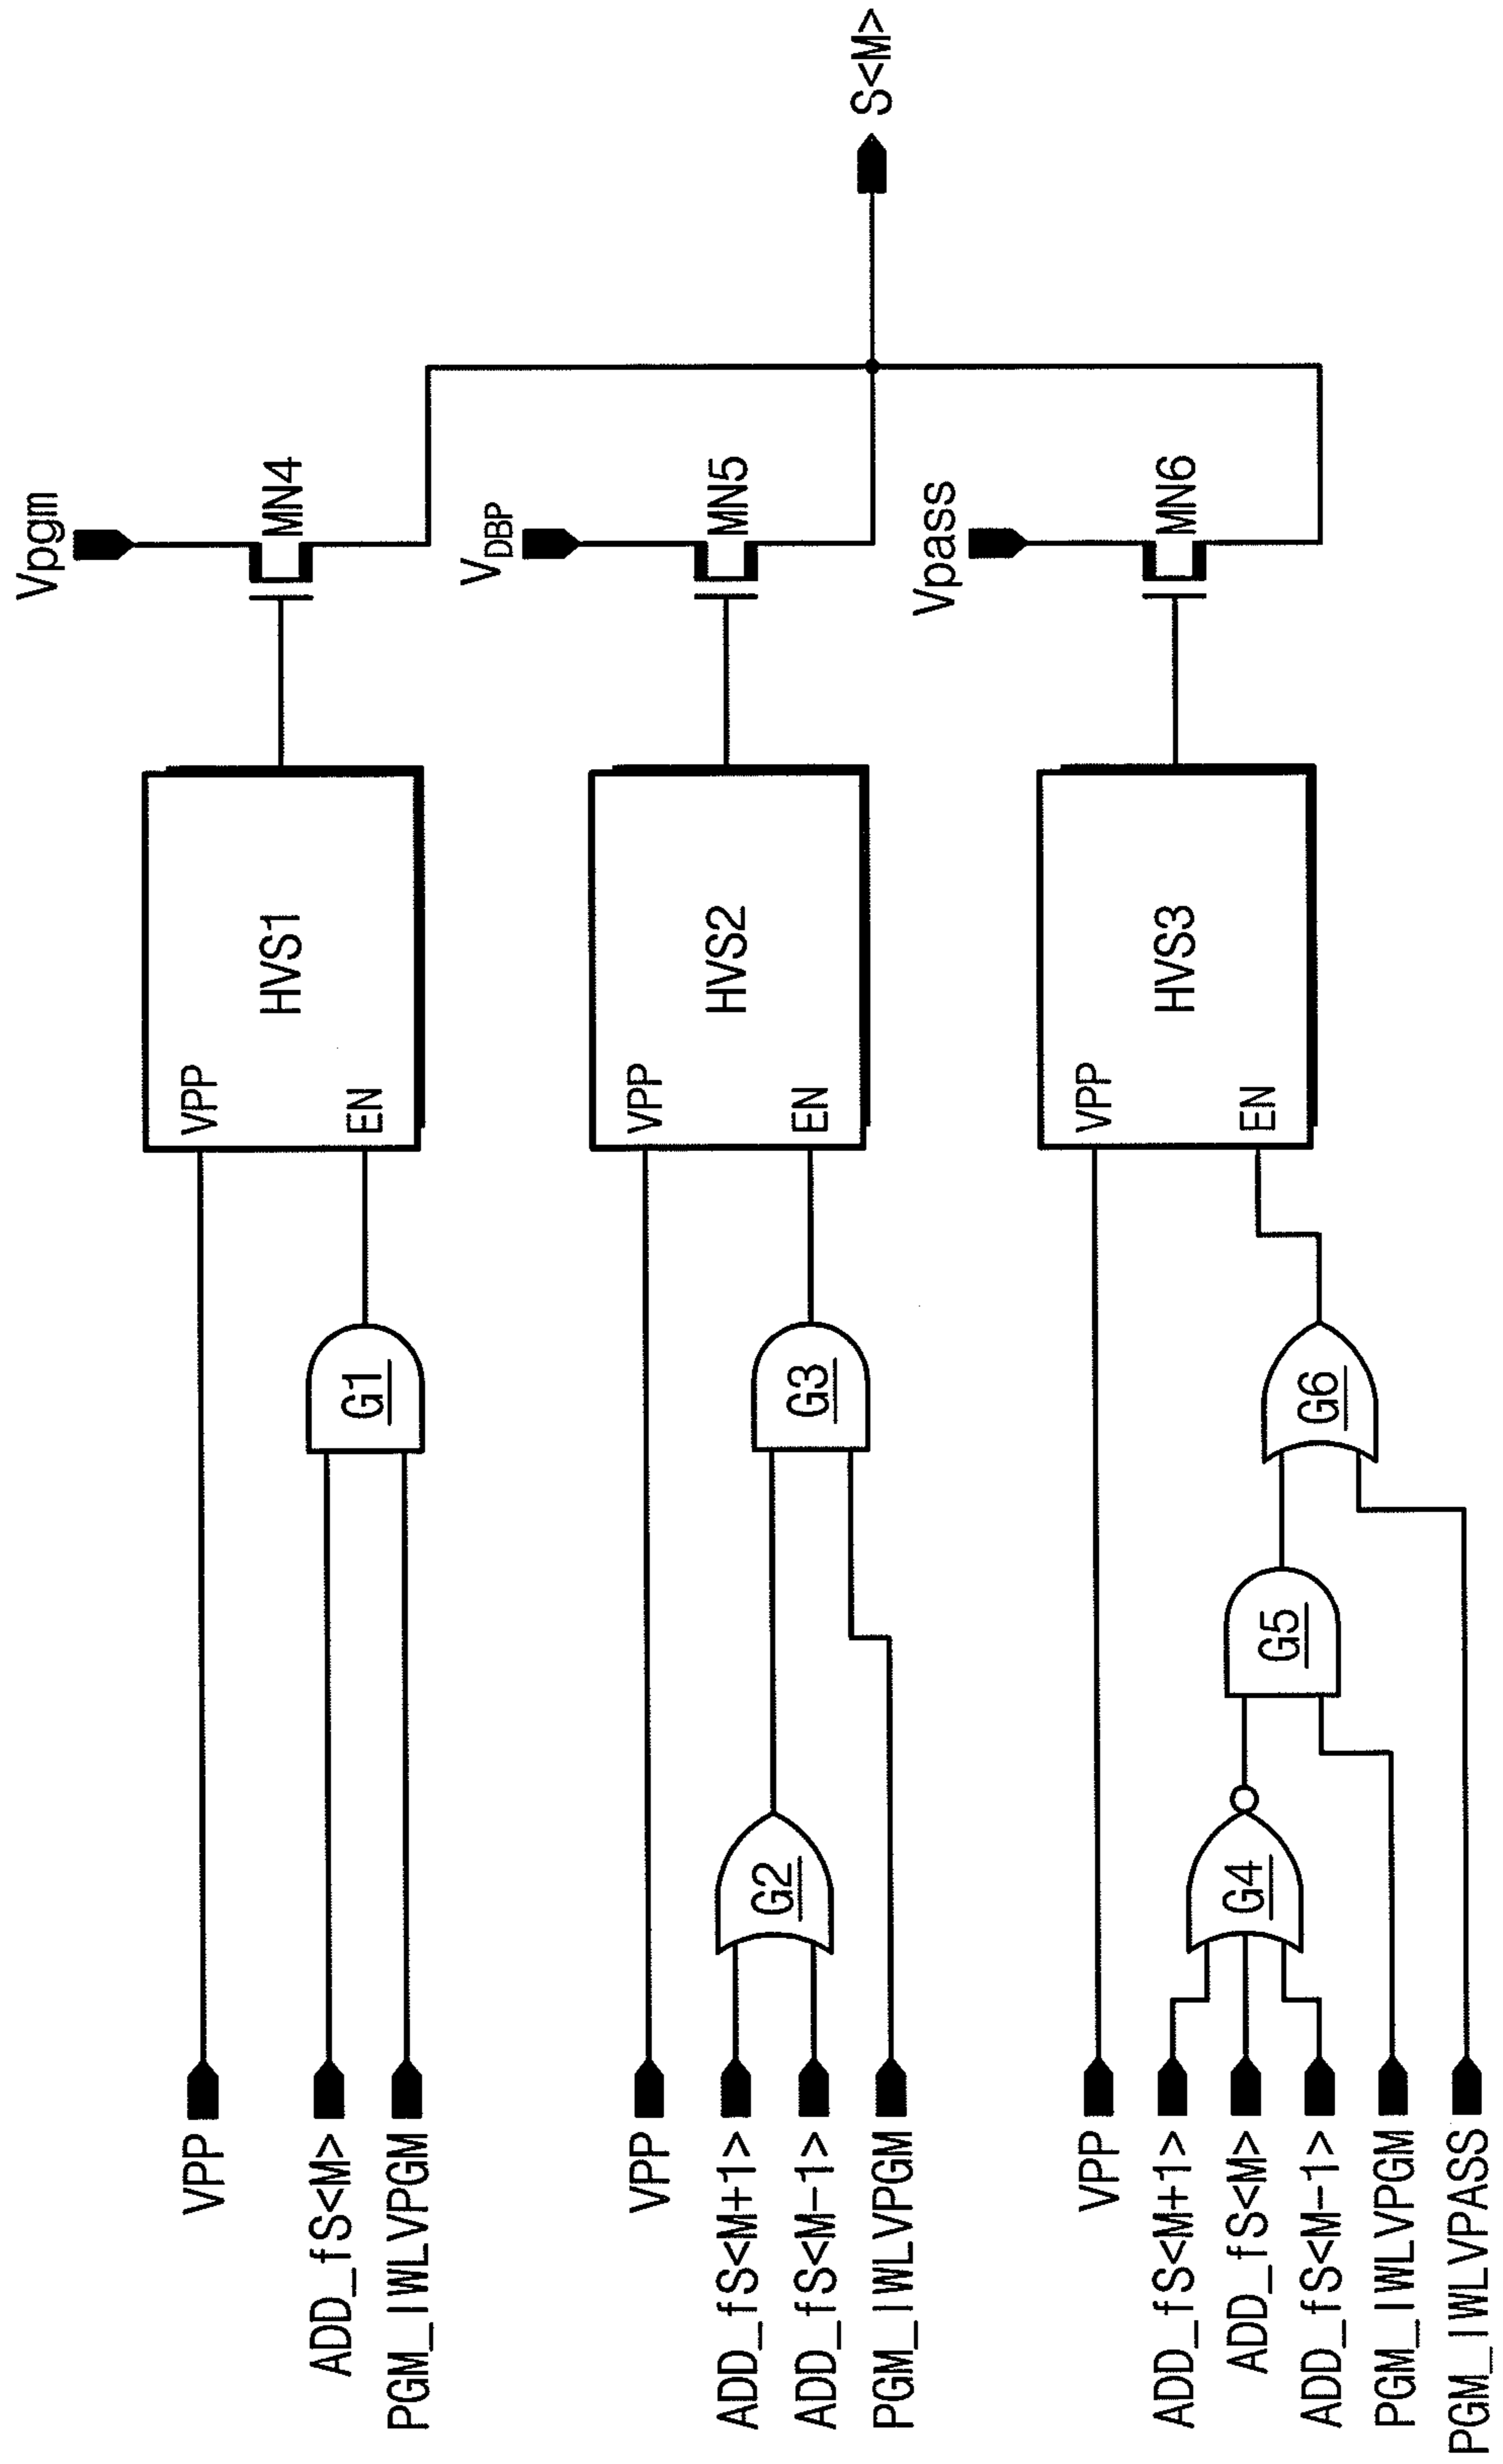 VPP
ADD_fS<M>
PGM_IWLVPGM
G1
VPP
EN
HVS1
Vpgm
MN4
VPP
ADD_fS<M+1>
ADD_fS<M-1>
PGM_IWLVPGM
G2
G3
VPP
EN
HVS2
VDBP
MN5
S<M>
VPP
ADD_fS<M+1>
ADD_fS<M>
ADD_fS<M-1>
PGM_IWLVPGM
PGM_IWLVPASS
G4
G5
G6
VPP
EN
HVS3
Vpass
MN6